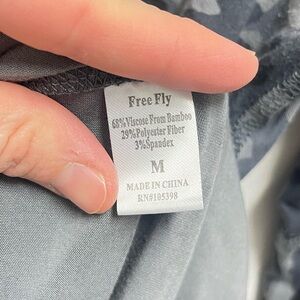 Free Fly
68%Viscose From Bamboo
29%Polyester Fiber
3%Spandex
M
MADE IN CHINA
RN#105398